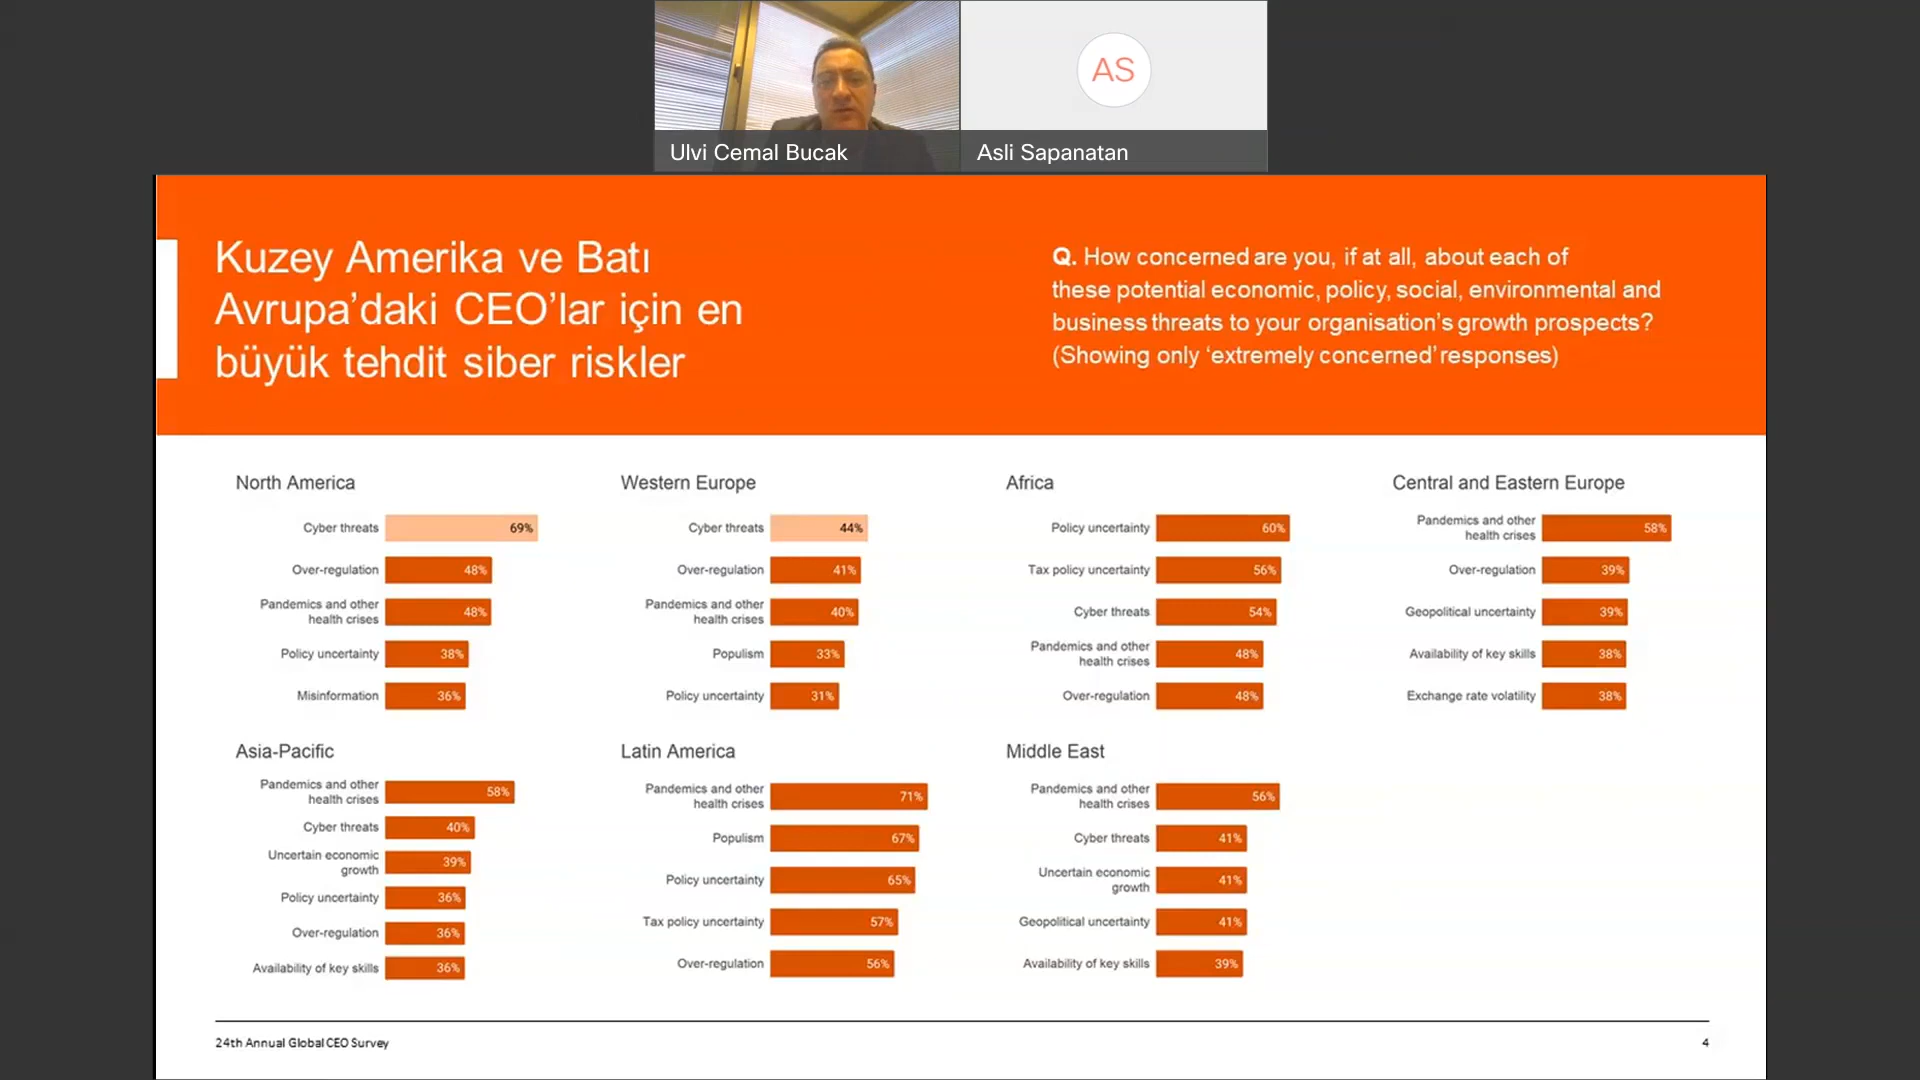 AS
Ulvi Cemal Bucak
Asli Sapanatan
Kuzey Amerika ve Batı
Avrupa’daki CEO’lar için en
büyük tehdit siber riskler
Q. How concerned are you, if at all, about each of
these potential economic, policy, social, environmental and
business threats to your organisation’s growth prospects?
(Showing only ‘extremely concerned’ responses)
North America
Cyber threats 69%
Over-regulation 48%
Pandemics and other
health crises 48%
Policy uncertainty 38%
Misinformation 36%
Western Europe
Cyber threats 44%
Over-regulation 41%
Pandemics and other
health crises 40%
Populism 33%
Policy uncertainty 31%
Africa
Policy uncertainty 60%
Tax policy uncertainty 56%
Cyber threats 54%
Pandemics and other
health crises 48%
Over-regulation 48%
Central and Eastern Europe
Pandemics and other
health crises 58%
Over-regulation 39%
Geopolitical uncertainty 39%
Availability of key skills 38%
Exchange rate volatility 38%
Asia-Pacific
Pandemics and other
health crises 58%
Cyber threats 40%
Uncertain economic
growth 39%
Policy uncertainty 36%
Over-regulation 36%
Availability of key skills 36%
Latin America
Pandemics and other
health crises 71%
Populism 67%
Policy uncertainty 65%
Tax policy uncertainty 57%
Over-regulation 56%
Middle East
Pandemics and other
health crises 56%
Cyber threats 41%
Uncertain economic
growth 41%
Geopolitical uncertainty 41%
Availability of key skills 39%
24th Annual Global CEO Survey
4